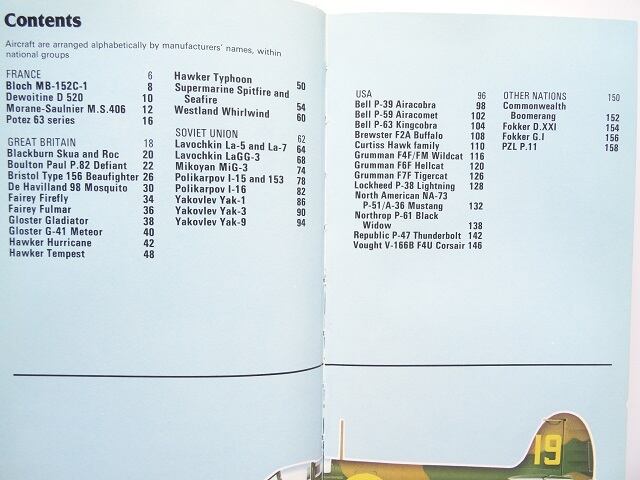 Contents
Aircraft are arranged alphabetically by manufacturers' names, within
national groups
FRANCE 6
Bloch MB-152C-1 8
Dewoitine D 520 10
Morane-Saulnier M.S.406 12
Potez 63 series 16
GREAT BRITAIN 18
Blackburn Skua and Roc 20
Boulton Paul P.82 Defiant 22
Bristol Type 156 Beaufighter 26
De Havilland 98 Mosquito 30
Fairey Firefly 34
Fairey Fulmar 36
Gloster Gladiator 38
Gloster G-41 Meteor 40
Hawker Hurricane 42
Hawker Tempest 48
Hawker Typhoon 50
Supermarine Spitfire and
Seafire 54
Westland Whirlwind 60
SOVIET UNION 62
Lavochkin La-5 and La-7 64
Lavochkin LaGG-3 68
Mikoyan MiG-3 74
Polikarpov I-15 and 153 78
Polikarpov I-16 82
Yakovlev Yak-1 86
Yakovlev Yak-3 90
Yakovlev Yak-9 94
USA 96
Bell P-39 Airacobra 98
Bell P-59 Airacomet 102
Bell P-63 Kingcobra 104
Brewster F2A Buffalo 108
Curtiss Hawk family 110
Grumman F4F/FM Wildcat 116
Grumman F6F Hellcat 120
Grumman F7F Tigercat 126
Lockheed P-38 Lightning 128
North American NA-73
P-51/A-36 Mustang 132
Northrop P-61 Black
Widow 138
Republic P-47 Thunderbolt 142
Vought V-166B F4U Corsair 146
OTHER NATIONS 150
Commonwealth
Boomerang 152
Fokker D.XXI 154
Fokker G.I 156
PZL P.11 158
19